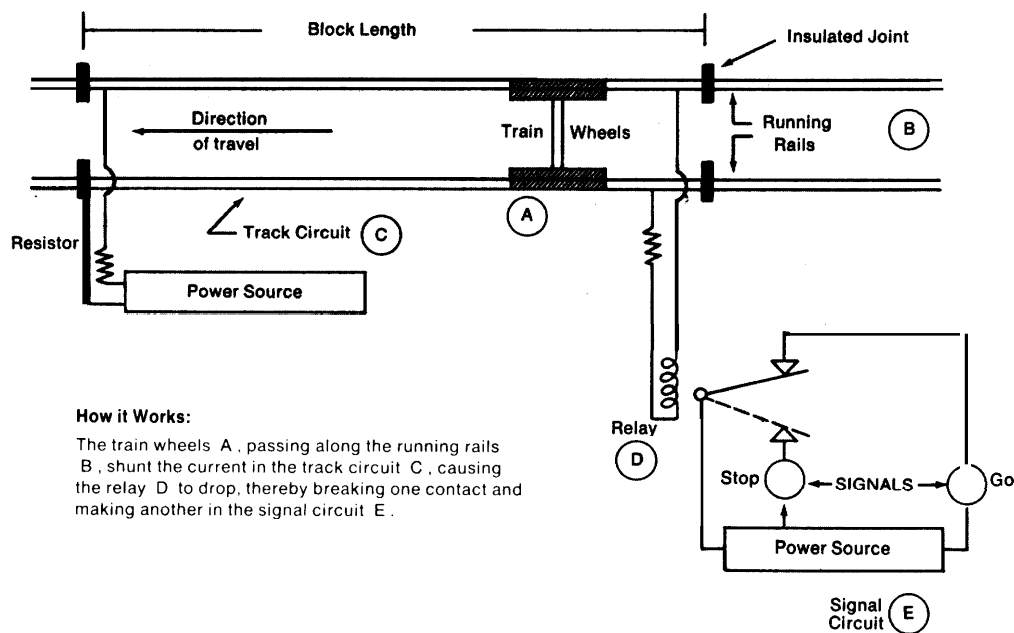 Block Length
Insulated Joint
Direction
of travel
Train
Wheels
Running
Rails
B
A
Track Circuit
C
Resistor
Power Source
How it Works:
The train wheels A , passing along the running rails
B , shunt the current in the track circuit C , causing
the relay D to drop, thereby breaking one contact and
making another in the signal circuit E .
Relay
D
Stop
SIGNALS
Go
Power Source
Signal
Circuit
E